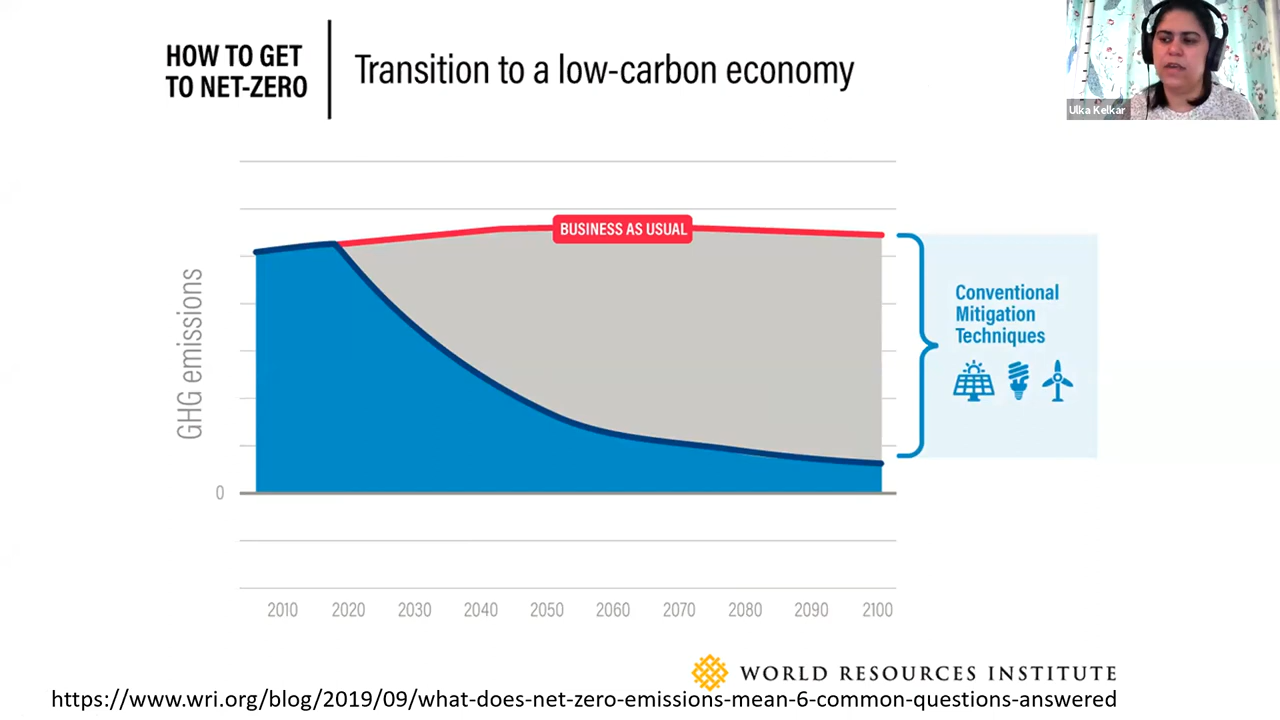 HOW TO GET
TO NET-ZERO
Transition to a low-carbon economy
Ulka Kelkar
BUSINESS AS USUAL
GHG emissions
Conventional
Mitigation
Techniques
0
2010 2020 2030 2040 2050 2060 2070 2080 2090 2100
WORLD RESOURCES INSTITUTE
https://www.wri.org/blog/2019/09/what-does-net-zero-emissions-mean-6-common-questions-answered